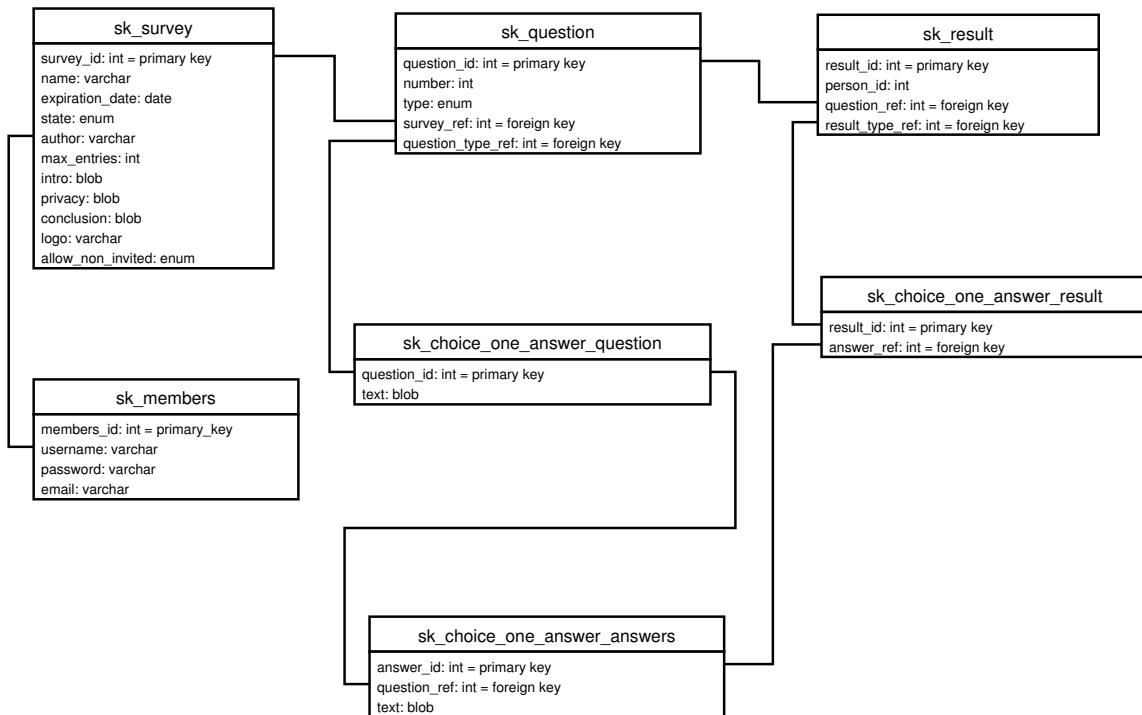 sk_survey
survey_id: int = primary key
name: varchar
expiration_date: date
state: enum
author: varchar
max_entries: int
intro: blob
privacy: blob
conclusion: blob
logo: varchar
allow_non_invited: enum
sk_question
question_id: int = primary key
number: int
type: enum
survey_ref: int = foreign key
question_type_ref: int = foreign key
sk_result
result_id: int = primary key
person_id: int
question_ref: int = foreign key
result_type_ref: int = foreign key
sk_choice_one_answer_result
result_id: int = primary key
answer_ref: int = foreign key
sk_choice_one_answer_question
question_id: int = primary key
text: blob
sk_members
members_id: int = primary_key
username: varchar
password: varchar
email: varchar
sk_choice_one_answer_answers
answer_id: int = primary key
question_ref: int = foreign key
text: blob